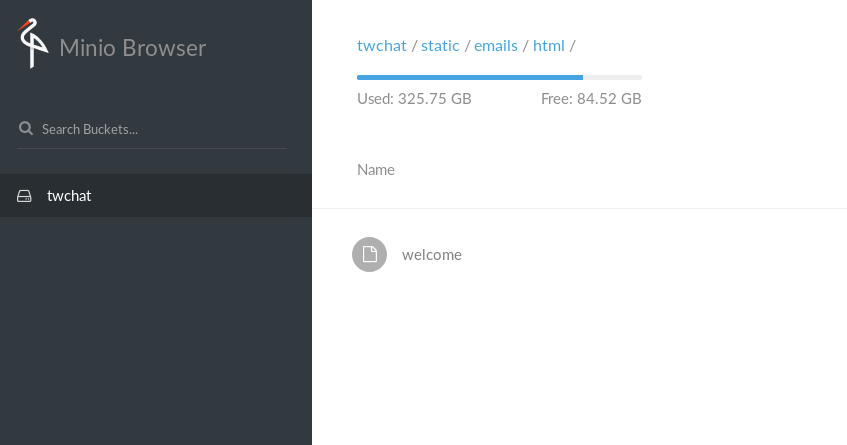 Minio Browser
Search Buckets...
twchat
twchat / static / emails / html /
Used: 325.75 GB
Free: 84.52 GB
Name
welcome